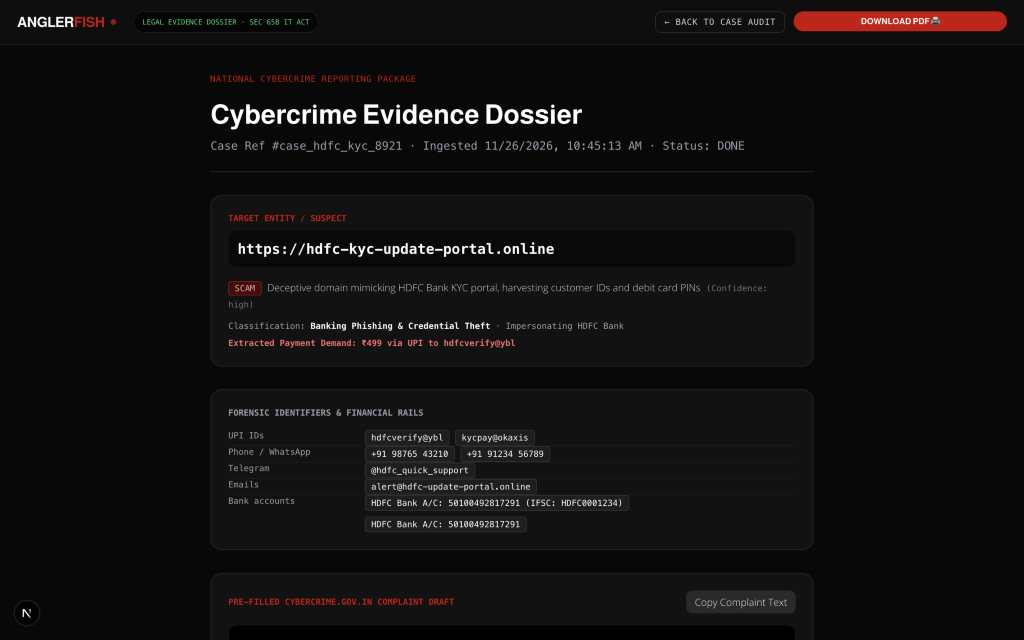 ANGLERFISH
LEGAL EVIDENCE DOSSIER · SEC 65B IT ACT
← BACK TO CASE AUDIT
DOWNLOAD PDF🖨
NATIONAL CYBERCRIME REPORTING PACKAGE
Cybercrime Evidence Dossier
Case Ref #case_hdfc_kyc_8921 · Ingested 11/26/2026, 10:45:13 AM · Status: DONE
TARGET ENTITY / SUSPECT
https://hdfc-kyc-update-portal.online
SCAM Deceptive domain mimicking HDFC Bank KYC portal, harvesting customer IDs and debit card PINs (Confidence:
high)
Classification: Banking Phishing & Credential Theft · Impersonating HDFC Bank
Extracted Payment Demand: ₹499 via UPI to hdfcverify@ybl
FORENSIC IDENTIFIERS & FINANCIAL RAILS
UPI IDs hdfcverify@ybl kycpay@okaxis
Phone / WhatsApp +91 98765 43210 +91 91234 56789
Telegram @hdfc_quick_support
Emails alert@hdfc-update-portal.online
Bank accounts HDFC Bank A/C: 50100492817291 (IFSC: HDFC0001234)
HDFC Bank A/C: 50100492817291
PRE-FILLED CYBERCRIME.GOV.IN COMPLAINT DRAFT
Copy Complaint Text
N